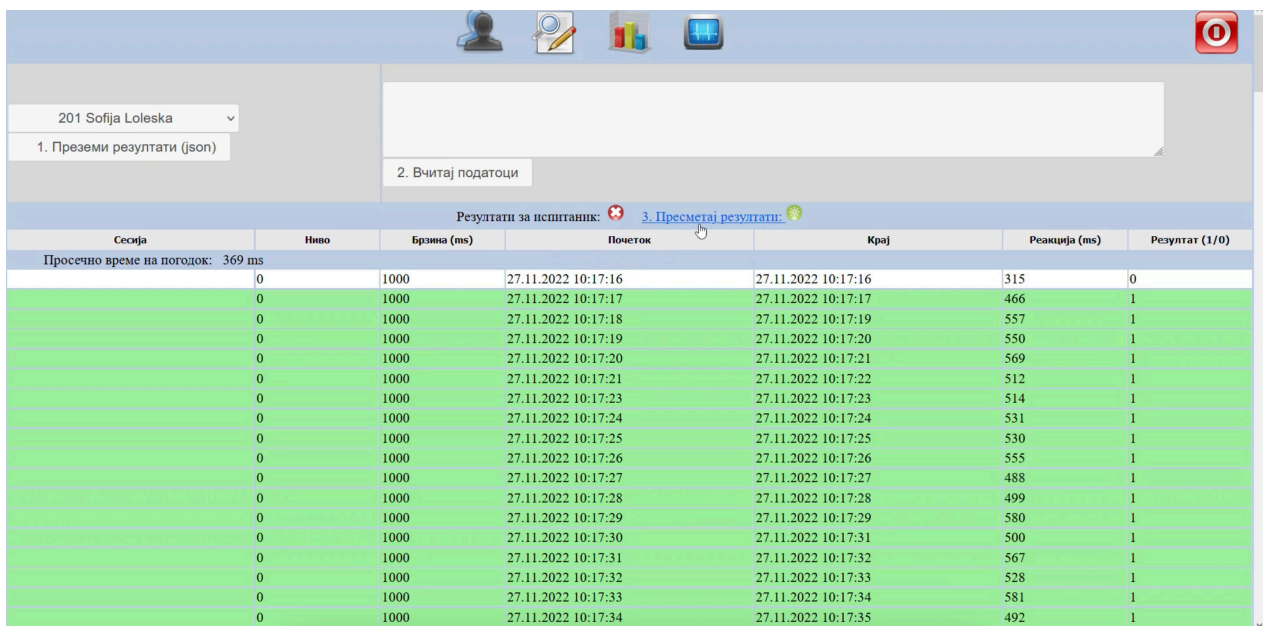 201 Sofija Loleska
1. Преземи резултати (json)
2. Вчитај податоци
Резултати за испитаник: 3. Пресметај резултати:
Сесија Ниво Брзина (ms) Почеток Крај Реакција (ms) Резултат (1/0)
Просечно време на погодок: 369 ms
0 1000 27.11.2022 10:17:16 27.11.2022 10:17:16 315 0
0 1000 27.11.2022 10:17:17 27.11.2022 10:17:17 466 1
0 1000 27.11.2022 10:17:18 27.11.2022 10:17:19 557 1
0 1000 27.11.2022 10:17:19 27.11.2022 10:17:20 550 1
0 1000 27.11.2022 10:17:20 27.11.2022 10:17:21 569 1
0 1000 27.11.2022 10:17:21 27.11.2022 10:17:22 512 1
0 1000 27.11.2022 10:17:23 27.11.2022 10:17:23 514 1
0 1000 27.11.2022 10:17:24 27.11.2022 10:17:24 531 1
0 1000 27.11.2022 10:17:25 27.11.2022 10:17:25 530 1
0 1000 27.11.2022 10:17:26 27.11.2022 10:17:26 555 1
0 1000 27.11.2022 10:17:27 27.11.2022 10:17:27 488 1
0 1000 27.11.2022 10:17:28 27.11.2022 10:17:28 499 1
0 1000 27.11.2022 10:17:29 27.11.2022 10:17:29 580 1
0 1000 27.11.2022 10:17:30 27.11.2022 10:17:31 500 1
0 1000 27.11.2022 10:17:31 27.11.2022 10:17:32 567 1
0 1000 27.11.2022 10:17:32 27.11.2022 10:17:33 528 1
0 1000 27.11.2022 10:17:33 27.11.2022 10:17:34 581 1
0 1000 27.11.2022 10:17:34 27.11.2022 10:17:35 492 1